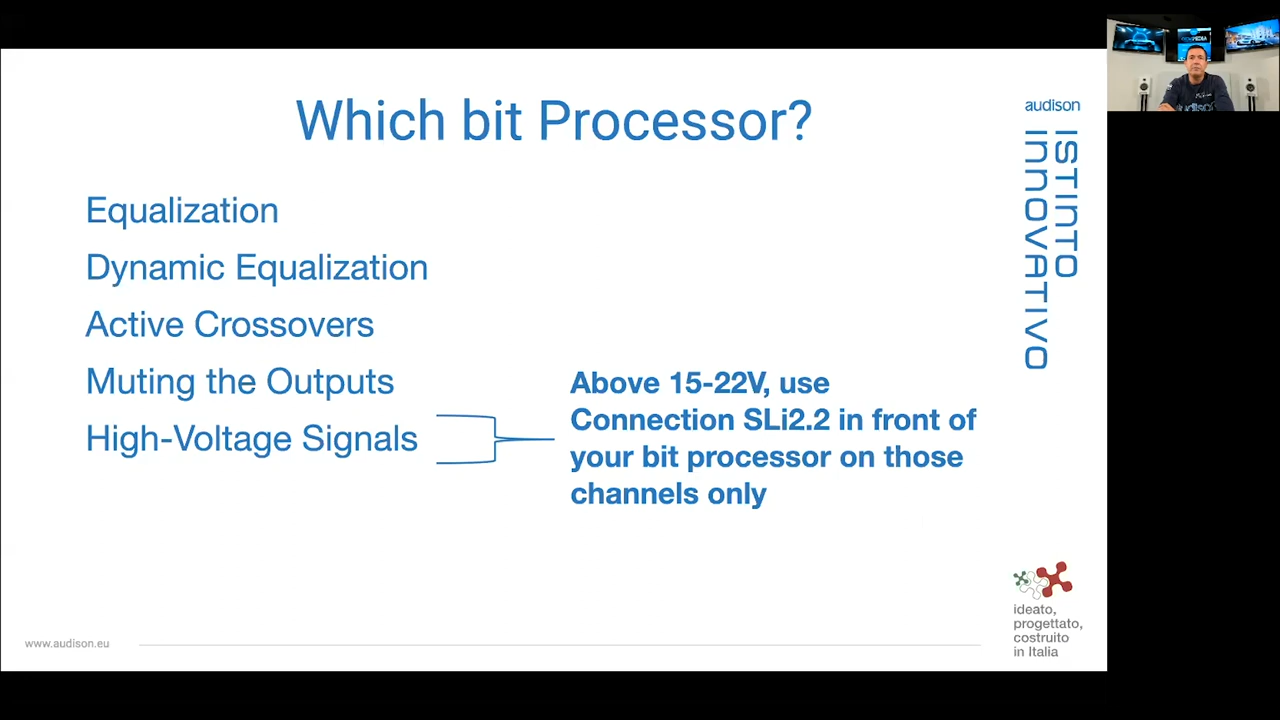 Which bit Processor?
Equalization
Dynamic Equalization
Active Crossovers
Muting the Outputs
High-Voltage Signals
Above 15-22V, use
Connection SLi2.2 in front of
your bit processor on those
channels only
audison
ISTINTO
INNOVATIVO
ideato,
progettato,
costruito
in Italia
www.audison.eu